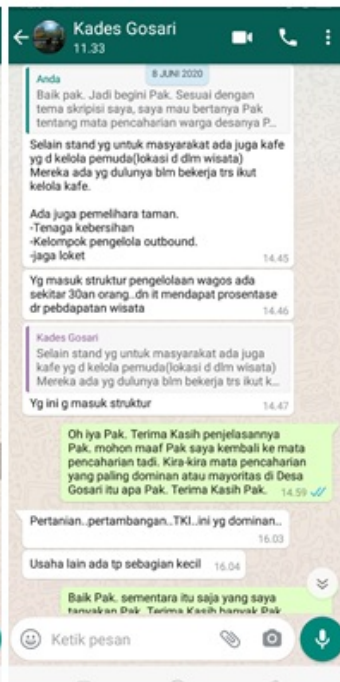 Kades Gosari
11.33
8 JUNI 2020
Anda
Baik pak. Jadi begini Pak. Sesuai dengan
tema skripisi saya, saya mau bertanya Pak
tentang mata pencaharian warga desanya P...
Selain stand yg untuk masyarakat ada juga kafe
yg d kelola pemuda(lokasi d dlm wisata)
Mereka ada yg dulunya blm bekerja trs ikut
kelola kafe.
Ada juga pemelihara taman.
-Tenaga kebersihan
-Kelompok pengelola outbound.
-jaga loket
14.45
Yg masuk struktur pengelolaan wagos ada
sekitar 30an orang..dn it mendapat prosentase
dr pebdapatan wisata
14.46
Kades Gosari
Selain stand yg untuk masyarakat ada juga
kafe yg d kelola pemuda(lokasi d dlm wisata)
Mereka ada yg dulunya blm bekerja trs ikut k...
Yg ini g masuk struktur
14.47
Oh iya Pak. Terima Kasih penjelasannya
Pak. mohon maaf Pak saya kembali ke mata
pencaharian tadi. Kira-kira mata pencaharian
yang paling dominan atau mayoritas di Desa
Gosari itu apa Pak. Terima Kasih Pak.
14.59
Pertanian..pertambangan..TKI..ini yg dominan..
16.03
Usaha lain ada tp sebagian kecil
16.04
Baik Pak. sementara itu saja yang saya
tanyakan Pak. Terima Kasih banyak Pak
Ketik pesan